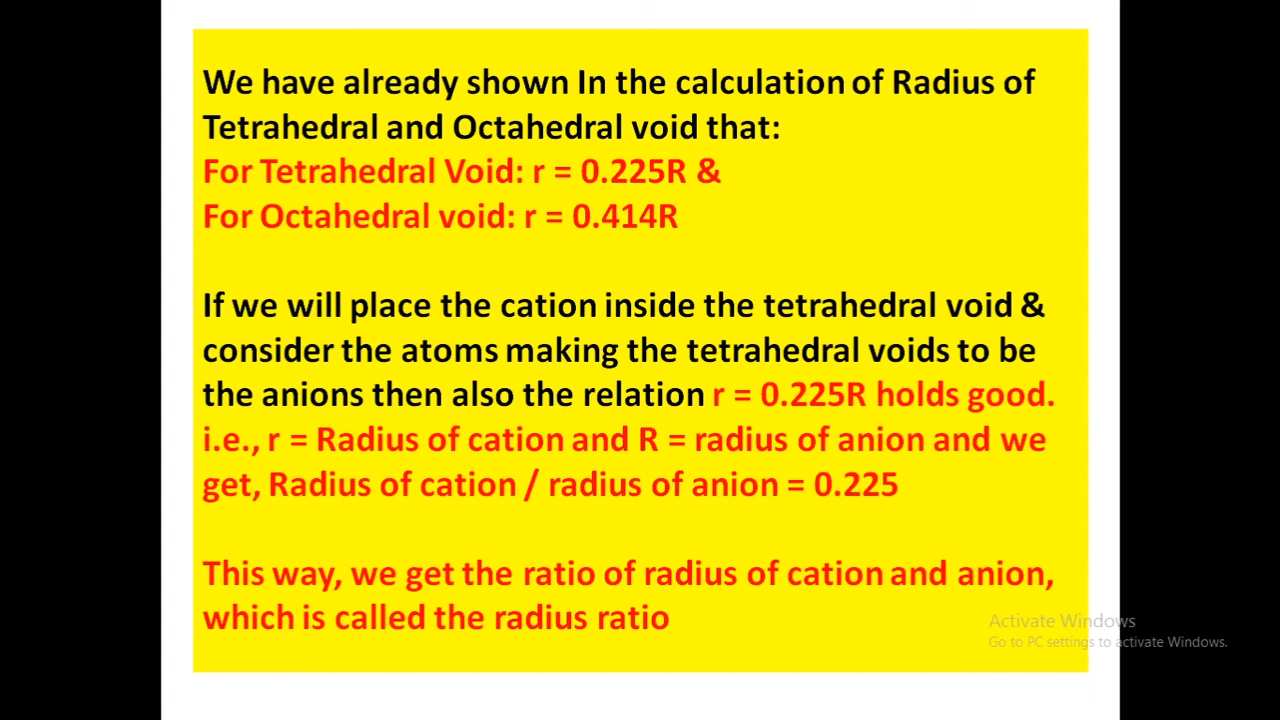 We have already shown In the calculation of Radius of
Tetrahedral and Octahedral void that:
For Tetrahedral Void: r = 0.225R &
For Octahedral void: r = 0.414R
If we will place the cation inside the tetrahedral void &
consider the atoms making the tetrahedral voids to be
the anions then also the relation r = 0.225R holds good.
i.e., r = Radius of cation and R = radius of anion and we
get, Radius of cation / radius of anion = 0.225
This way, we get the ratio of radius of cation and anion,
which is called the radius ratio
Activate Windows
Go to PC settings to activate Windows.